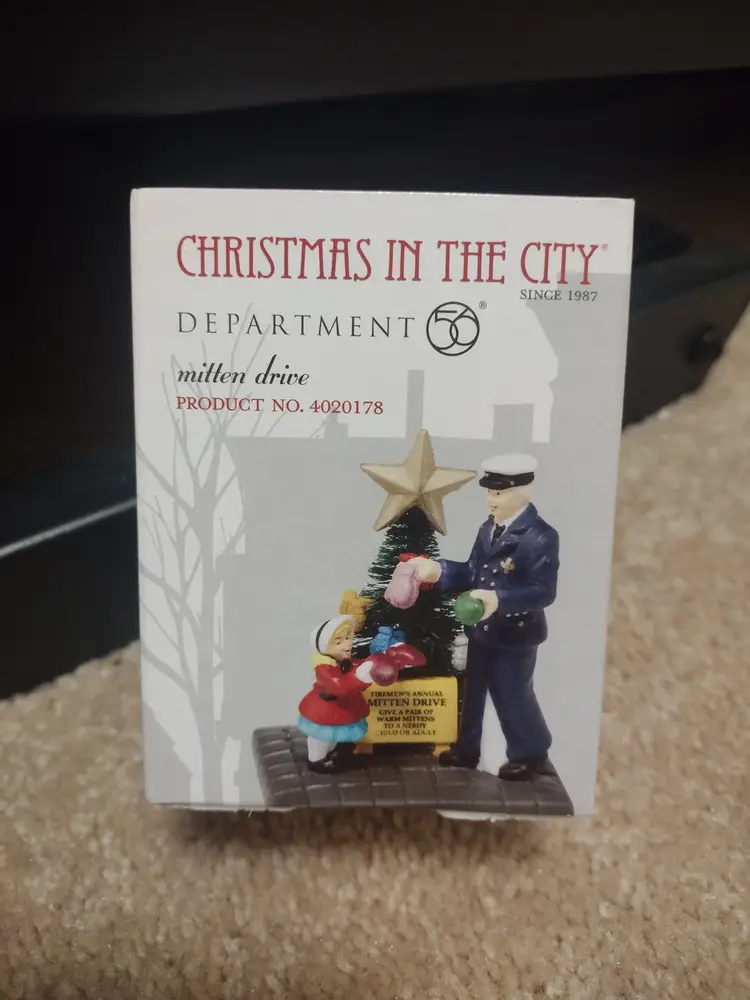 CHRISTMAS IN THE CITY®
SINCE 1987
DEPARTMENT 56®
mitten drive
PRODUCT NO. 4020178
FIREMEN'S ANNUAL
MITTEN DRIVE
GIVE A PAIR OF
WARM MITTENS
TO A NEEDY
CHILD OR ADULT